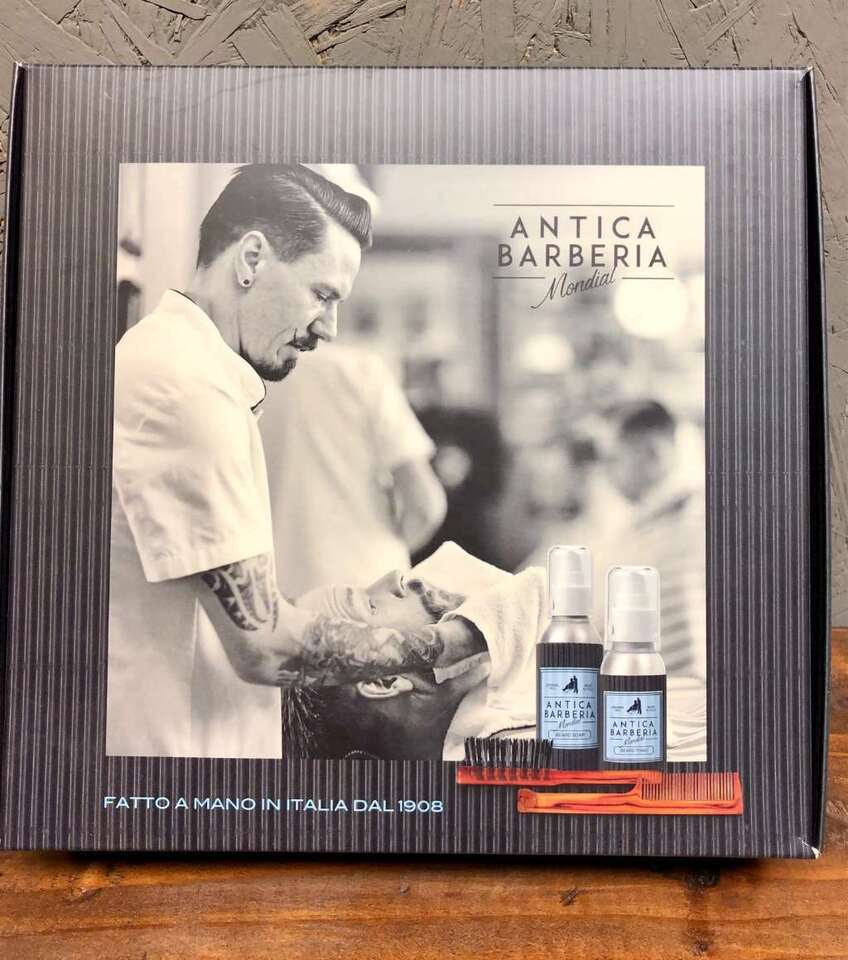 ANTICA
BARBERIA
Mondial
ANTICA
BARBERIA
Mondial
BEARD SOAP
ANTICA
BARBERIA
Mondial
BEARD TONIC
FATTO A MANO IN ITALIA DAL 1908